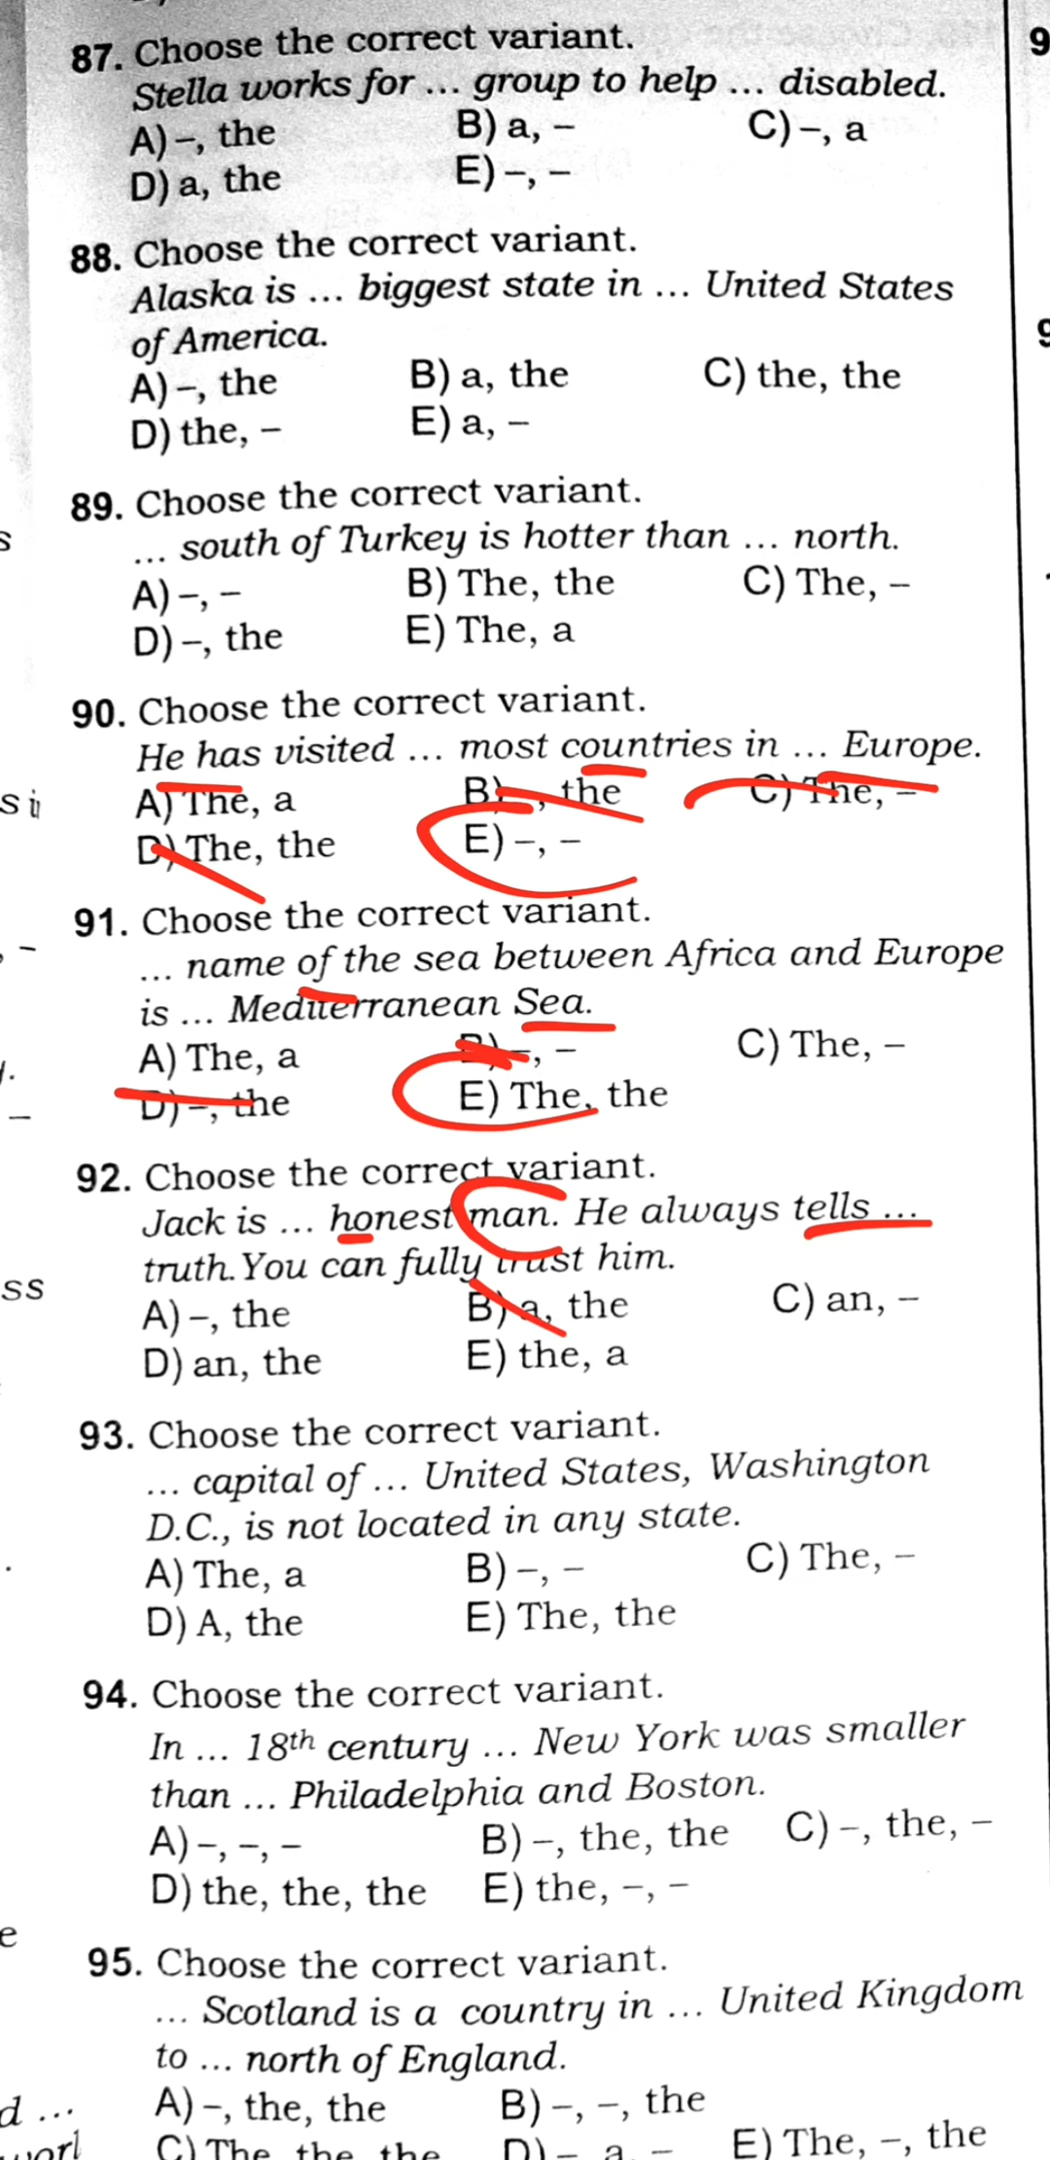 87. Choose the correct variant.
Stella works for ... group to help ... disabled.
A) –, the B) a, – C) –, a
D) a, the E) –, –
88. Choose the correct variant.
Alaska is ... biggest state in ... United States
of America.
A) –, the B) a, the C) the, the
D) the, – E) a, –
89. Choose the correct variant.
... south of Turkey is hotter than ... north.
A) –, – B) The, the C) The, –
D) –, the E) The, a
90. Choose the correct variant.
He has visited ... most countries in ... Europe.
A) The, a B) –, the C) The, –
D) The, the E) –, –
91. Choose the correct variant.
... name of the sea between Africa and Europe
is ... Mediterranean Sea.
A) The, a B) –, – C) The, –
D) –, the E) The, the
92. Choose the correct variant.
Jack is ... honest man. He always tells ...
truth. You can fully trust him.
A) –, the B) a, the C) an, –
D) an, the E) the, a
93. Choose the correct variant.
... capital of ... United States, Washington
D.C., is not located in any state.
A) The, a B) –, – C) The, –
D) A, the E) The, the
94. Choose the correct variant.
In ... 18th century ... New York was smaller
than ... Philadelphia and Boston.
A) –, –, – B) –, the, the C) –, the, –
D) the, the, the E) the, –, –
95. Choose the correct variant.
... Scotland is a country in ... United Kingdom
to ... north of England.
A) –, the, the B) –, –, the
C) The, the, the D) –, a, – E) The, –, the